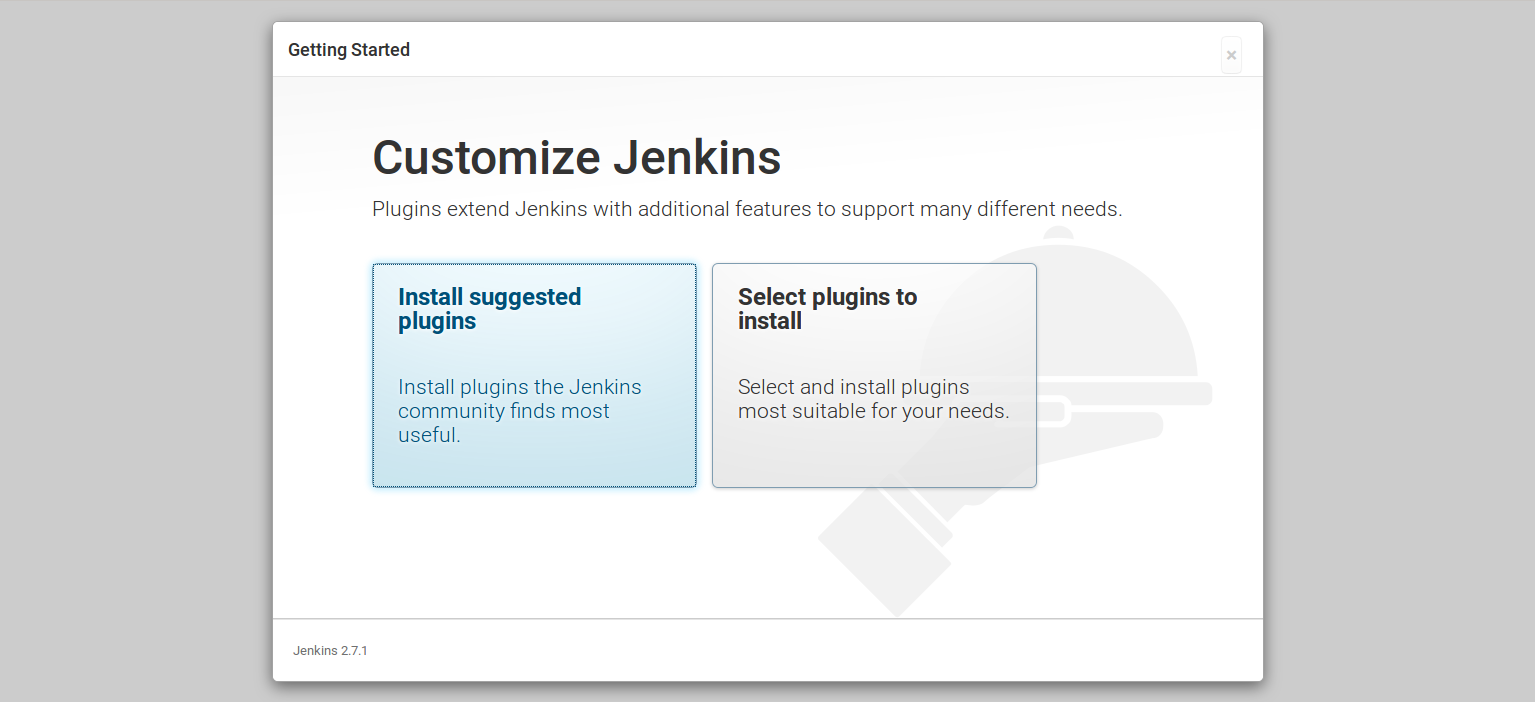 Getting Started
×
Customize Jenkins
Plugins extend Jenkins with additional features to support many different needs.
Install suggested
plugins
Install plugins the Jenkins
community finds most
useful.
Select plugins to
install
Select and install plugins
most suitable for your needs.
Jenkins 2.7.1